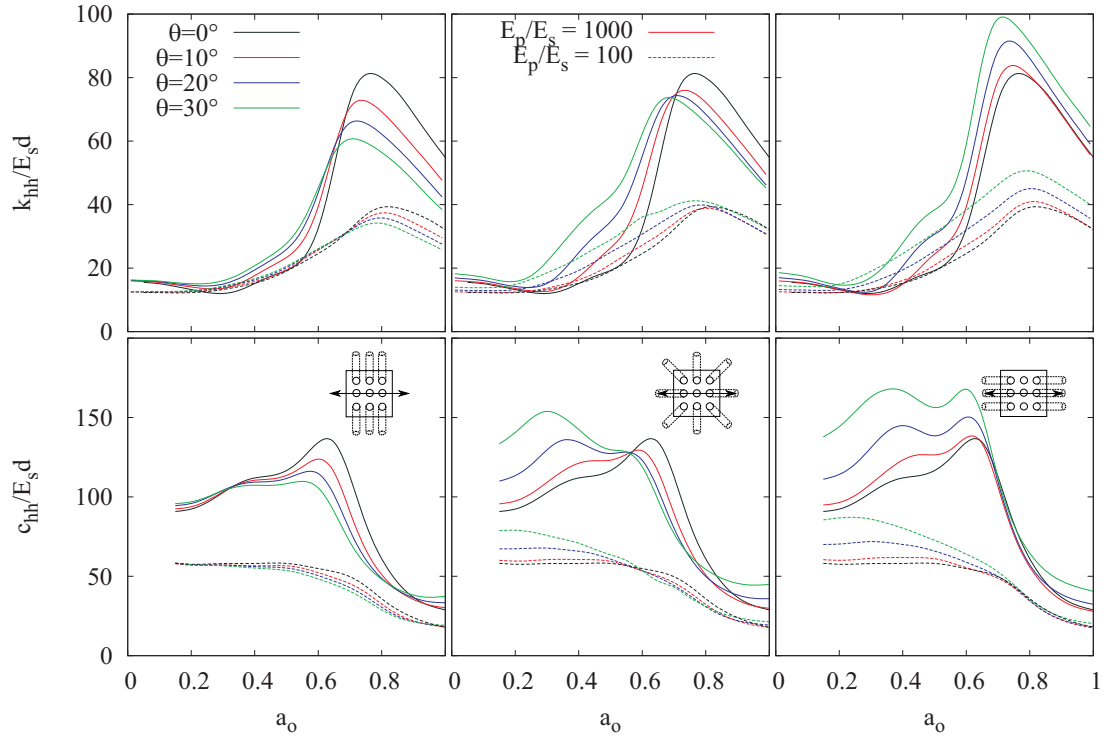 100
80
60
40
20
0
k_hh/E_s d
θ=0°
θ=10°
θ=20°
θ=30°
E_p/E_s = 1000
E_p/E_s = 100
150
100
50
0
c_hh/E_s d
0 0.2 0.4 0.6 0.8 0 0.2 0.4 0.6 0.8 0 0.2 0.4 0.6 0.8 1
a_o a_o a_o